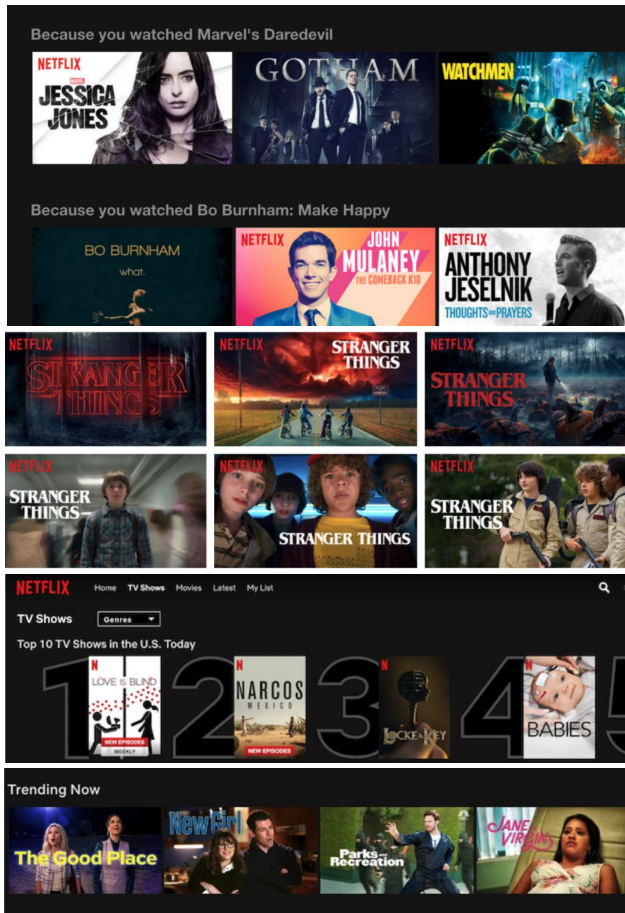 Because you watched Marvel's Daredevil
NETFLIX
MARVEL
JESSICA
JONES
GOTHAM
WATCHMEN
Because you watched Bo Burnham: Make Happy
BO BURNHAM
what.
NETFLIX
JOHN
MULANEY
THE COMEBACK KID
NETFLIX
ANTHONY
JESELNIK
THOUGHTS AND PRAYERS
NETFLIX
STRANGER
THINGS
NETFLIX
STRANGER
THINGS
NETFLIX
STRANGER
THINGS
NETFLIX
STRANGER
THINGS
NETFLIX
STRANGER THINGS
NETFLIX
STRANGER
THINGS
NETFLIX Home TV Shows Movies Latest My List
TV Shows Genres
Top 10 TV Shows in the U.S. Today
1
N
LOVE IS BLIND
NEW EPISODES
WEEKLY
2
N
NARCOS
MEXICO
NEW EPISODES
3
N
LOCKE & KEY
4
N
BABIES
5
Trending Now
The Good Place
New Girl
Parks and
Recreation
JANE
THE
VIRGIN